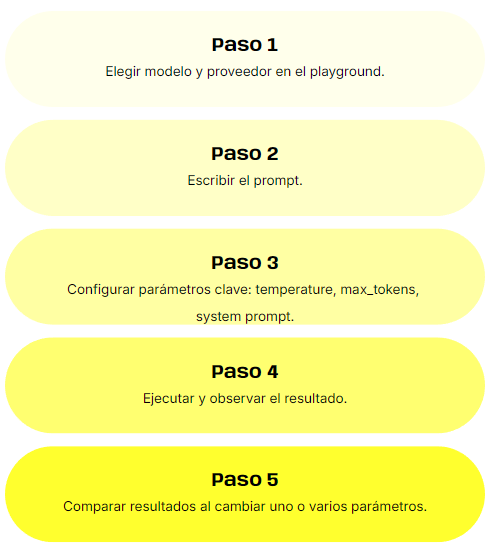 Paso 1
Elegir modelo y proveedor en el playground.
Paso 2
Escribir el prompt.
Paso 3
Configurar parámetros clave: temperature, max_tokens,
system prompt.
Paso 4
Ejecutar y observar el resultado.
Paso 5
Comparar resultados al cambiar uno o varios parámetros.